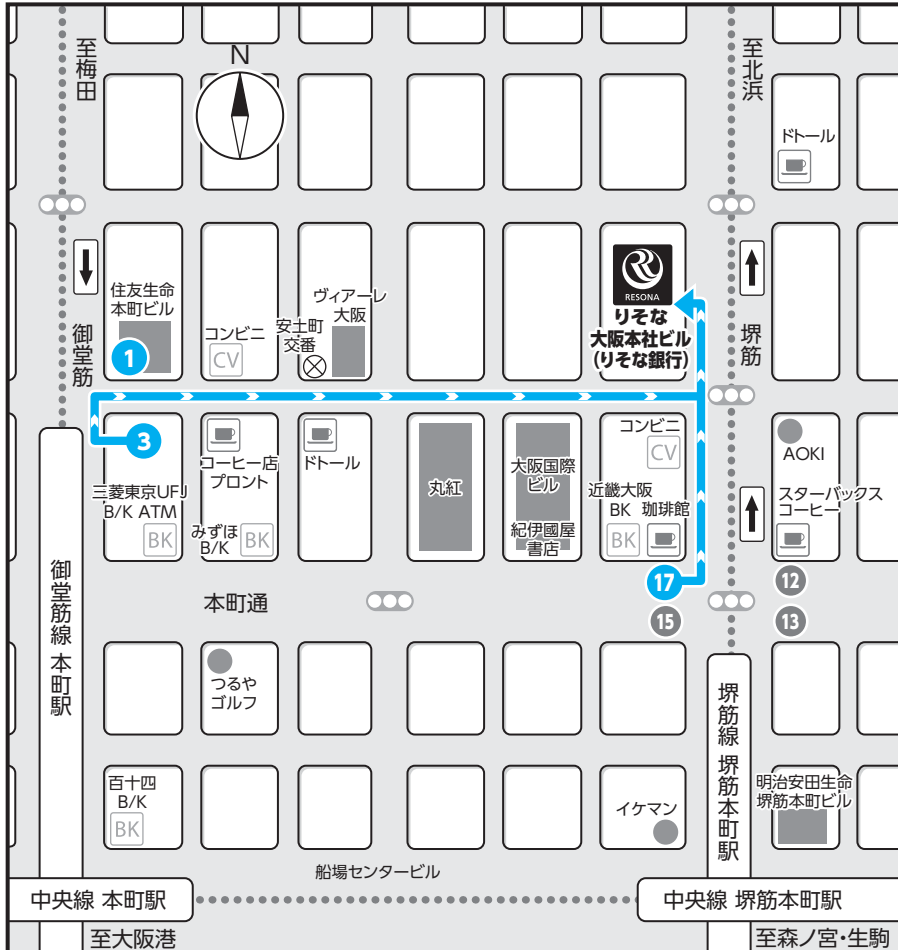 至梅田
N
至北浜
ドトール
住友生命
本町ビル
1
コンビニ
CV
ヴィアーレ
大阪
安土町
交番
RESONA
りそな
大阪本社ビル
(りそな銀行)
御堂筋
堺筋
3
三菱東京UFJ
B/K ATM
BK
コーヒー店
プロント
みずほ
B/K
BK
ドトール
丸紅
大阪国際
ビル
紀伊國屋
書店
コンビニ
CV
近畿大阪
BK
BK
珈琲館
AOKI
スターバックス
コーヒー
17
15
12
13
本町通
御堂筋線 本町駅
つるや
ゴルフ
堺筋線 堺筋本町駅
百十四
B/K
BK
イケマン
明治安田生命
堺筋本町ビル
船場センタービル
中央線 本町駅
中央線 堺筋本町駅
至大阪港
至森ノ宮・生駒